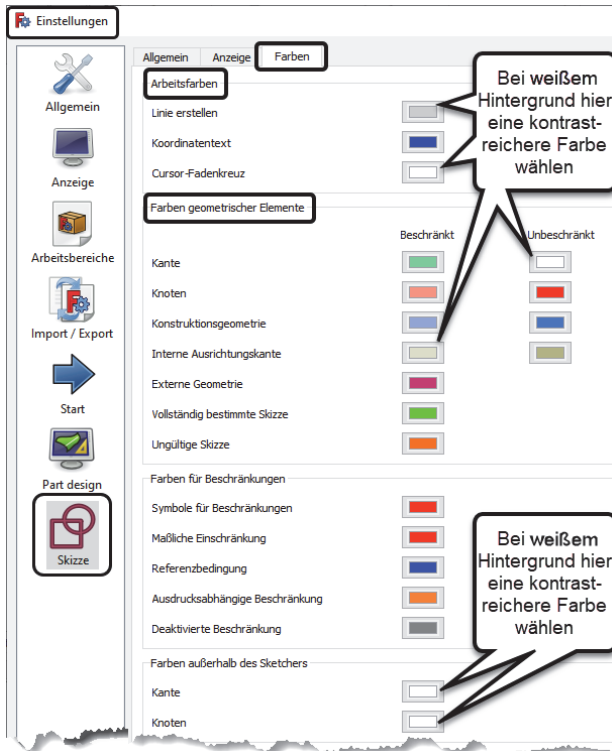 Einstellungen
Allgemein
Anzeige
Arbeitsbereiche
Import / Export
Start
Part design
Skizze
Allgemein Anzeige Farben
Arbeitsfarben
Linie erstellen
Koordinatentext
Cursor-Fadenkreuz
Bei weißem
Hintergrund hier
eine kontrast-
reichere Farbe
wählen
Farben geometrischer Elemente
Beschränkt Unbeschränkt
Kante
Knoten
Konstruktionsgeometrie
Interne Ausrichtungskante
Externe Geometrie
Vollständig bestimmte Skizze
Ungültige Skizze
Farben für Beschränkungen
Symbole für Beschränkungen
Maßliche Einschränkung
Referenzbedingung
Ausdrucksabhängige Beschränkung
Deaktivierte Beschränkung
Bei weißem
Hintergrund hier
eine kontrast-
reichere Farbe
wählen
Farben außerhalb des Sketchers
Kante
Knoten